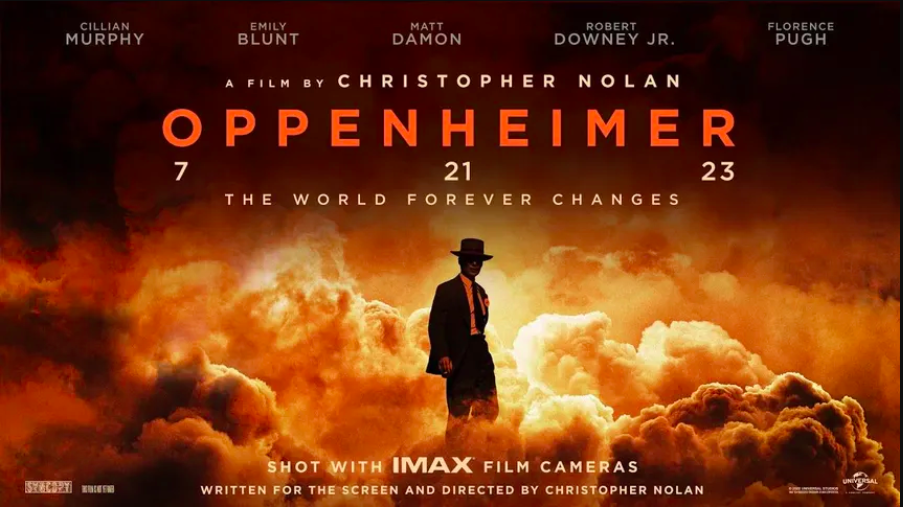 CILLIAN MURPHY
EMILY BLUNT
MATT DAMON
ROBERT DOWNEY JR.
FLORENCE PUGH
A FILM BY CHRISTOPHER NOLAN
OPPENHEIMER
7 21 23
THE WORLD FOREVER CHANGES
SHOT WITH IMAX FILM CAMERAS
WRITTEN FOR THE SCREEN AND DIRECTED BY CHRISTOPHER NOLAN
UNIVERSAL